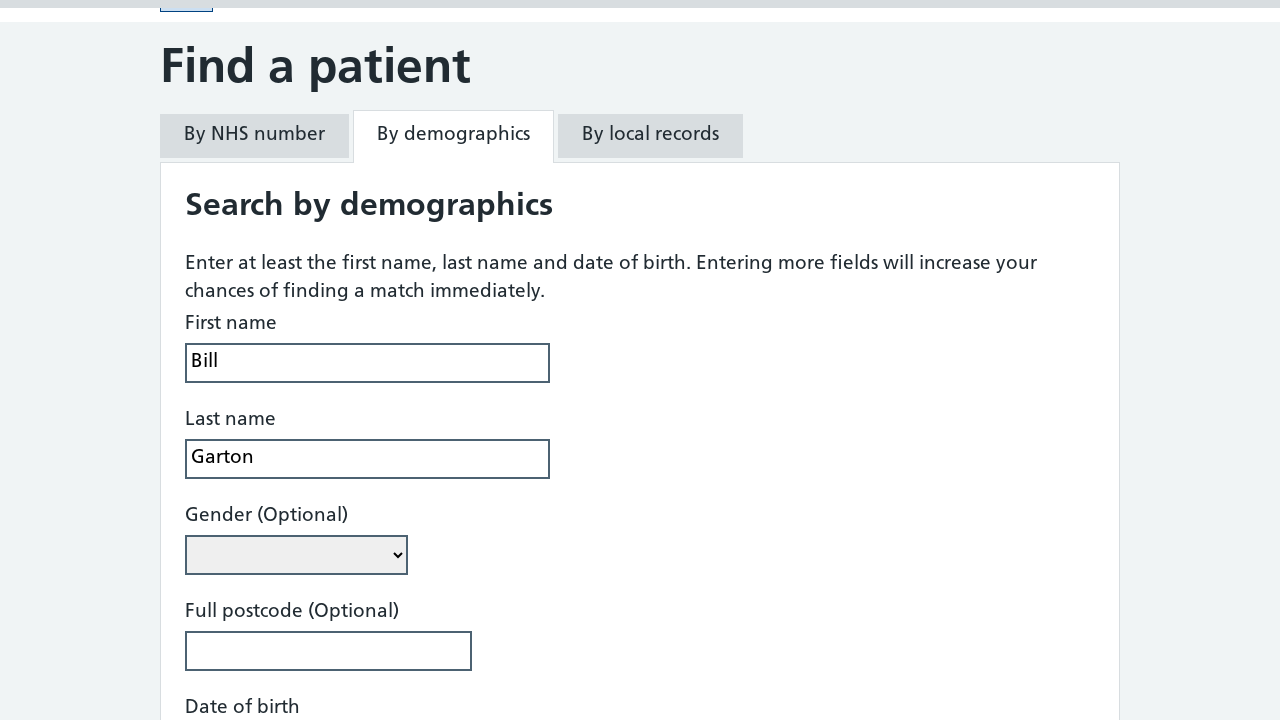 Find a patient
By NHS number
By demographics
By local records
Search by demographics
Enter at least the first name, last name and date of birth. Entering more fields will increase your
chances of finding a match immediately.
First name
Bill
Last name
Garton
Gender (Optional)
Full postcode (Optional)
Date of birth